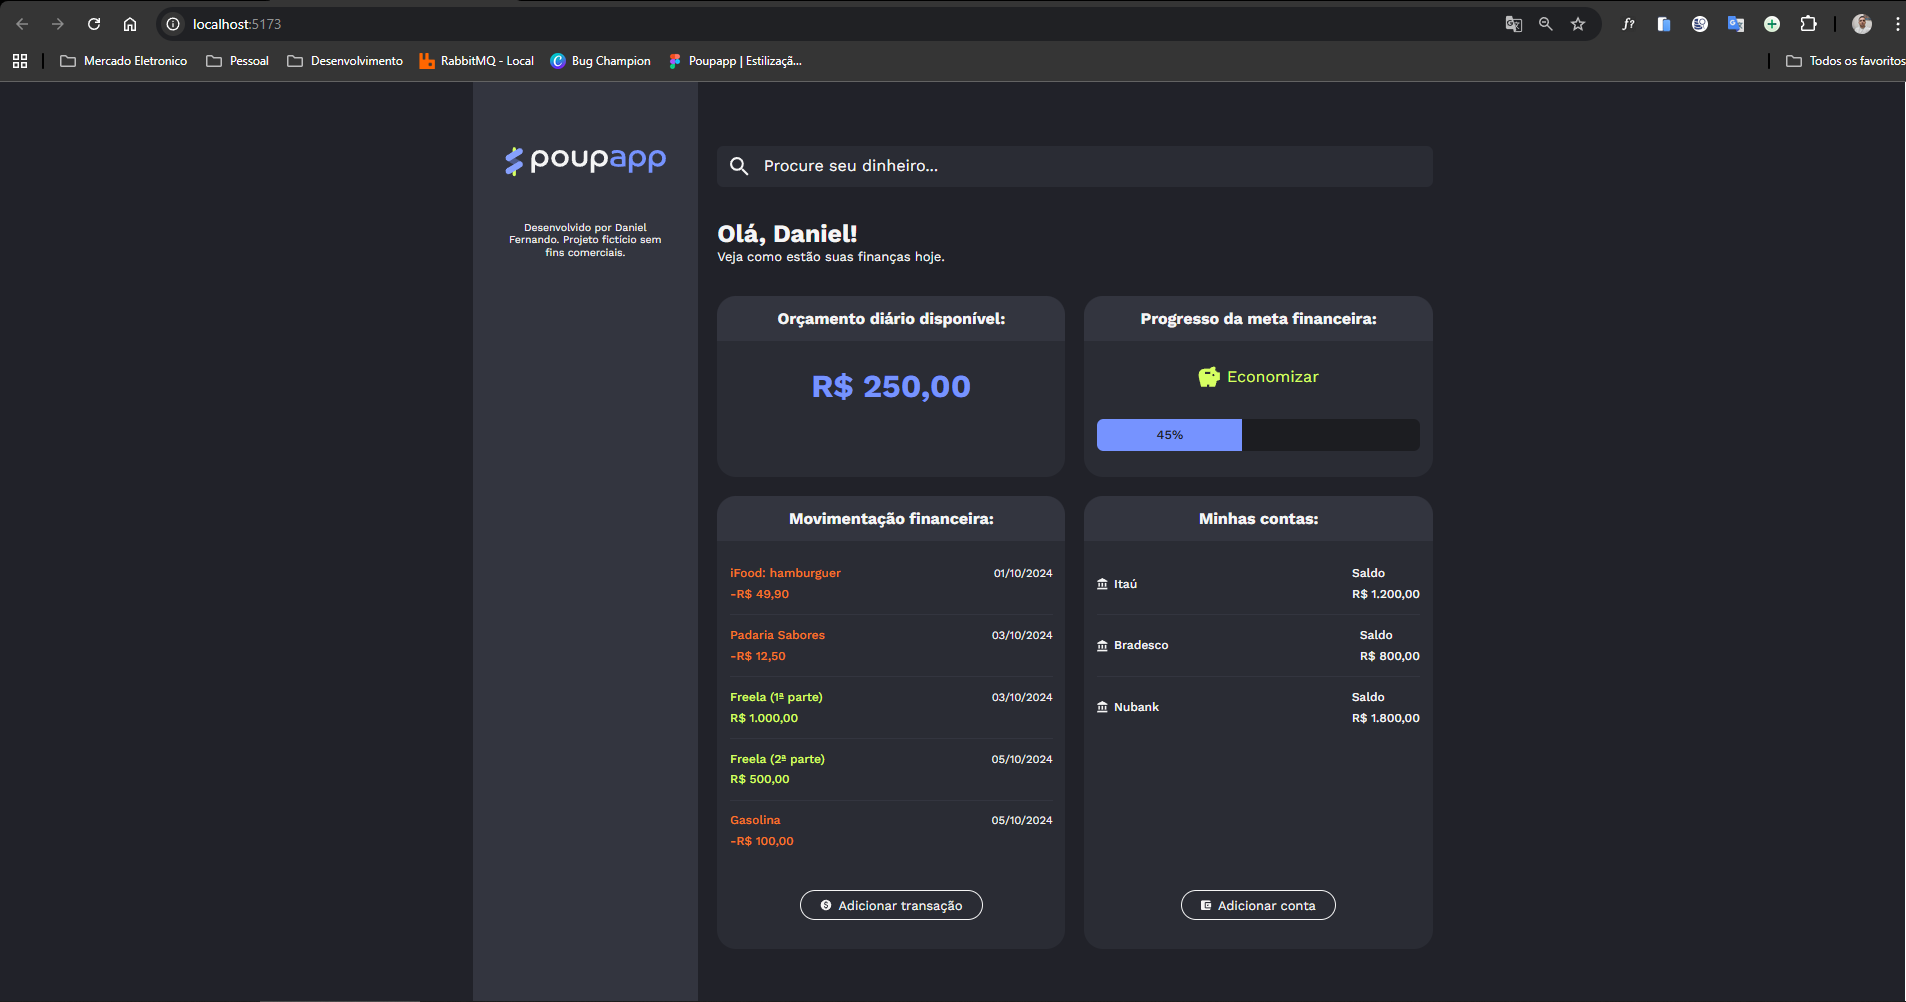 localhost:5173
Mercado Eletronico
Pessoal
Desenvolvimento
RabbitMQ - Local
Bug Champion
Poupapp | Estilizaçã...
Todos os favoritos
poupapp
Desenvolvido por Daniel
Fernando. Projeto fictício sem
fins comerciais.
Procure seu dinheiro...
Olá, Daniel!
Veja como estão suas finanças hoje.
Orçamento diário disponível:
R$ 250,00
Progresso da meta financeira:
Economizar
45%
Movimentação financeira:
iFood: hamburguer 01/10/2024
-R$ 49,90
Padaria Sabores 03/10/2024
-R$ 12,50
Freela (1ª parte) 03/10/2024
R$ 1.000,00
Freela (2ª parte) 05/10/2024
R$ 500,00
Gasolina 05/10/2024
-R$ 100,00
Adicionar transação
Minhas contas:
Itaú
Saldo
R$ 1.200,00
Bradesco
Saldo
R$ 800,00
Nubank
Saldo
R$ 1.800,00
Adicionar conta